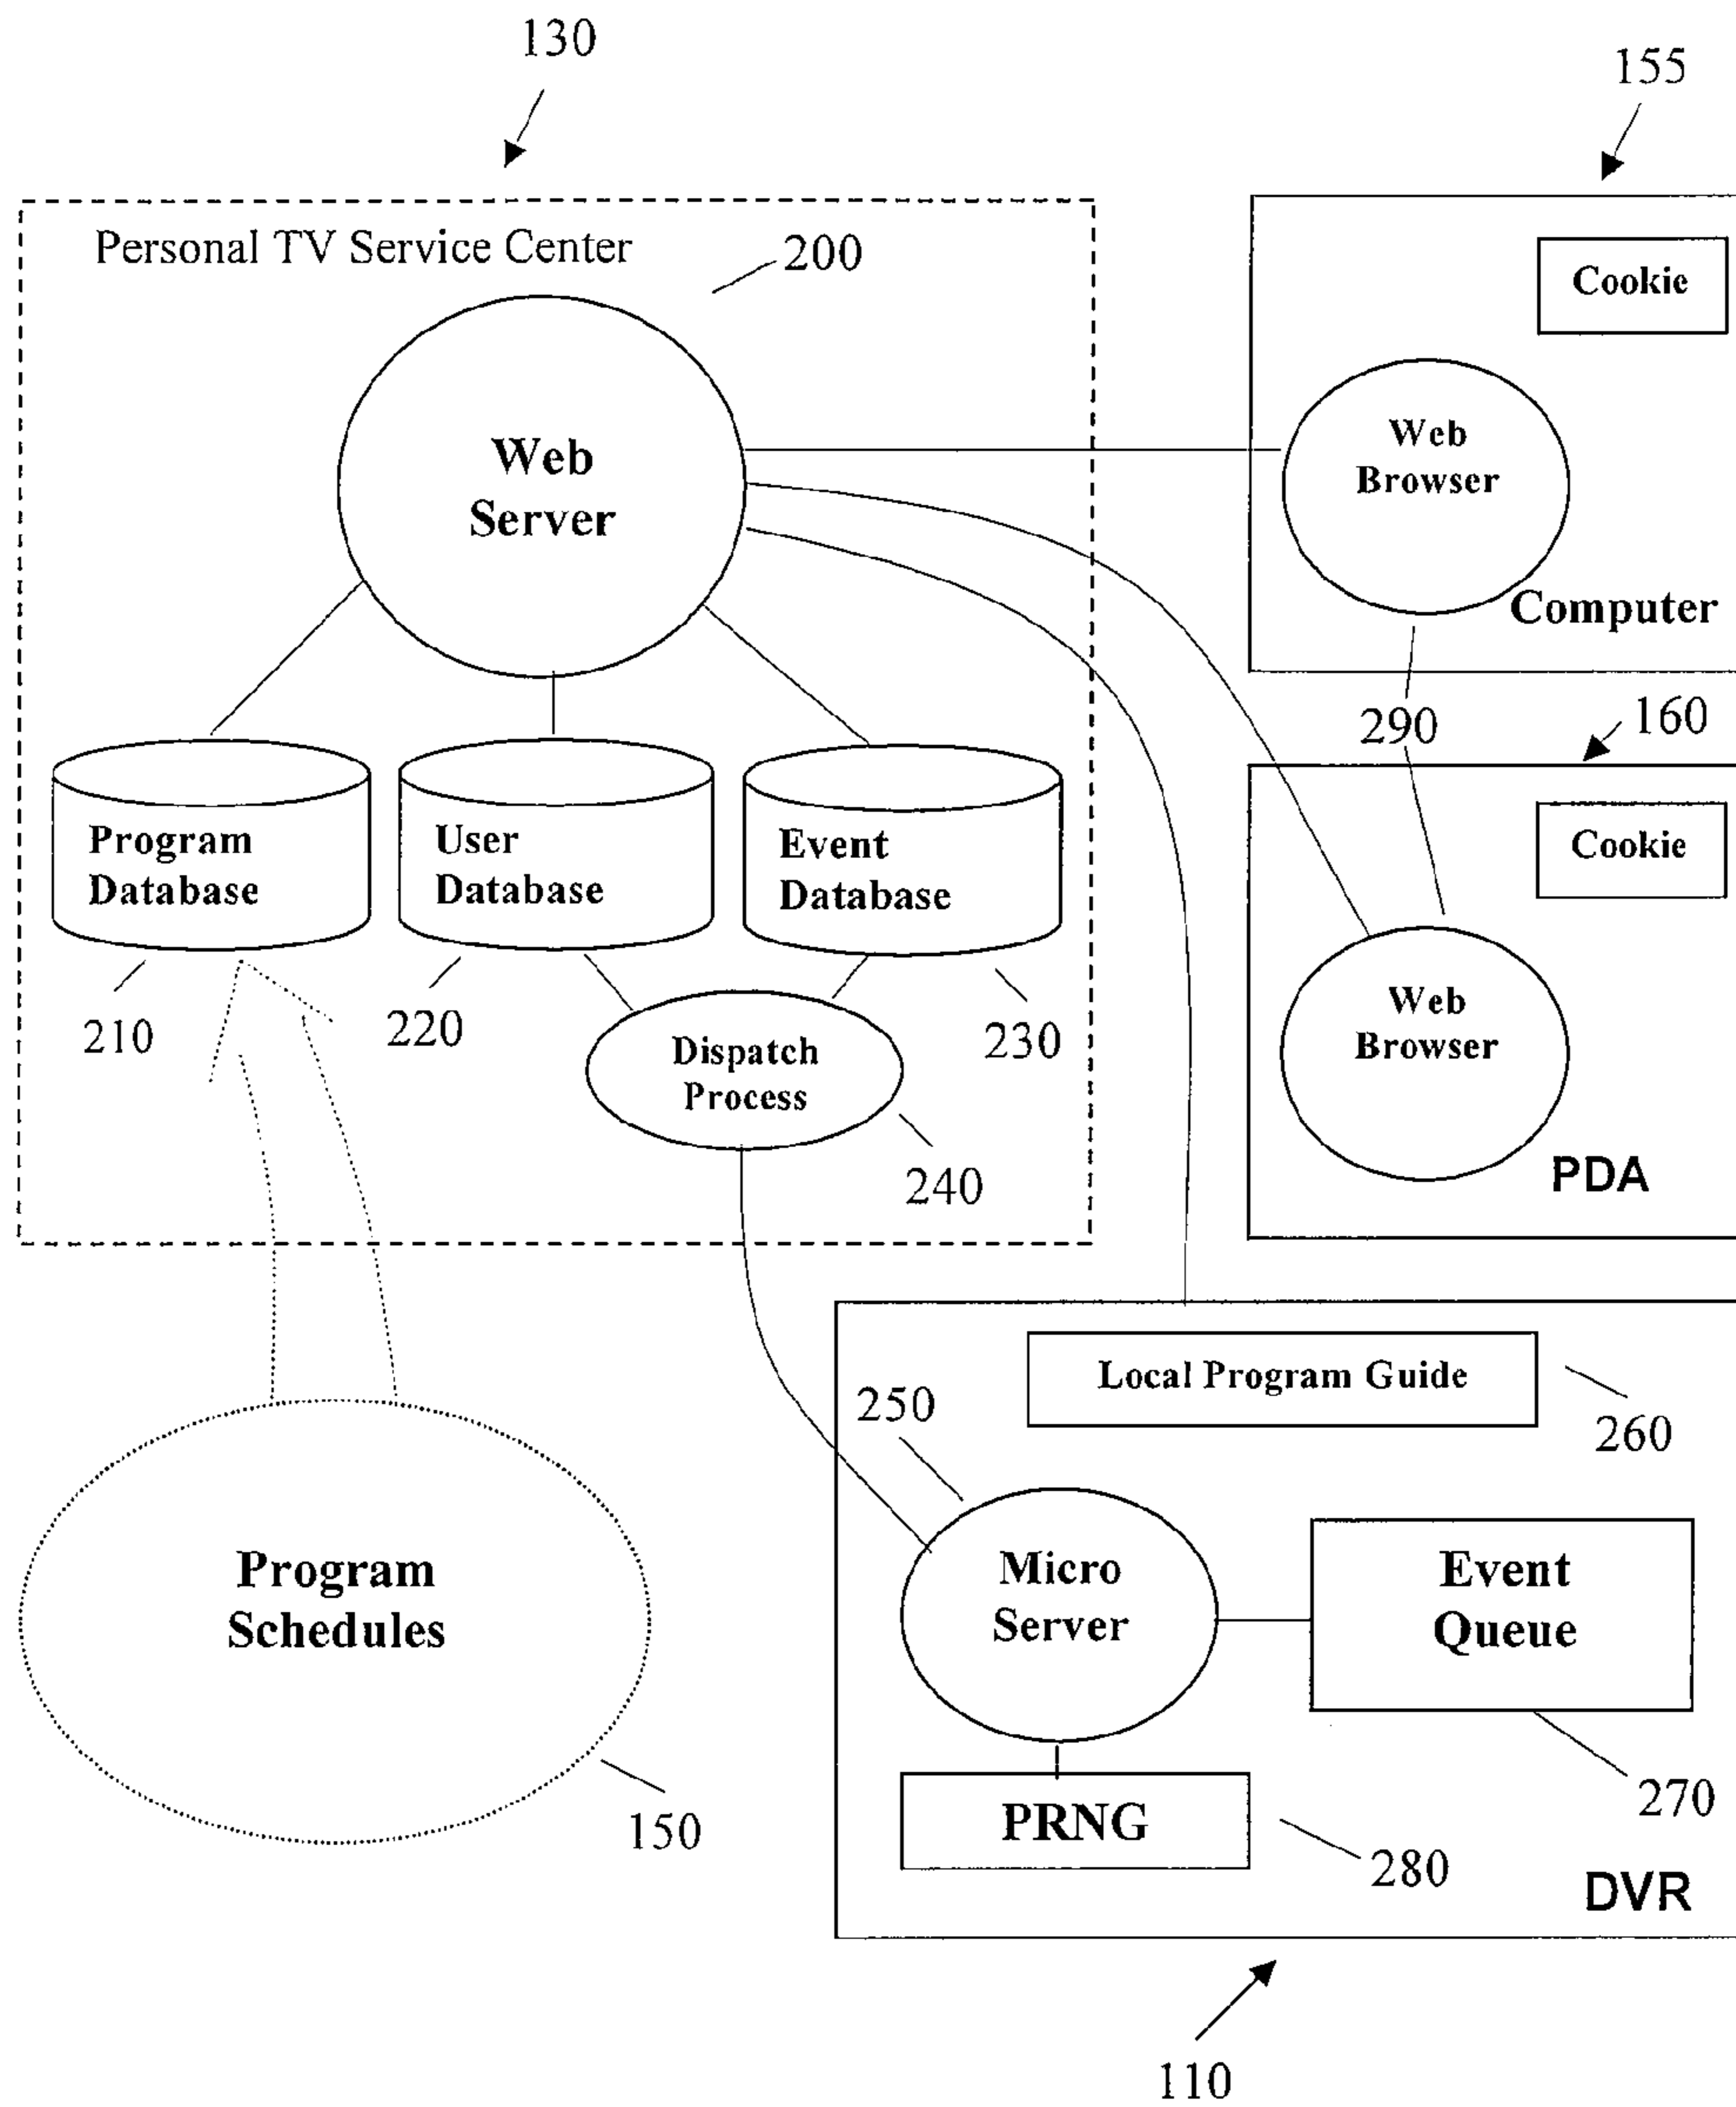 130
155
Personal TV Service Center
200
Cookie
Web
Server
Web
Browser
Computer
290
160
Program
Database
User
Database
Event
Database
Cookie
210
220
230
Dispatch
Process
240
Web
Browser
PDA
Local Program Guide
250
260
Program
Schedules
Micro
Server
Event
Queue
150
PRNG
270
280
DVR
110